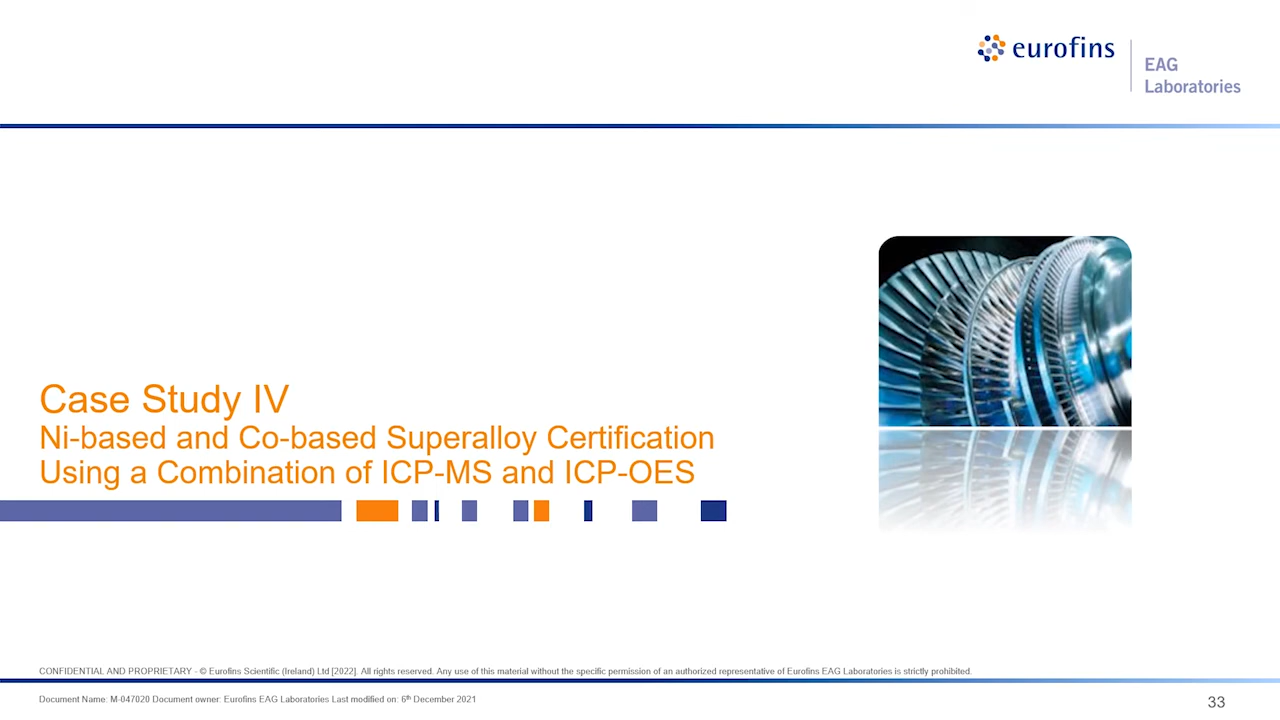 eurofins
EAG
Laboratories
Case Study IV
Ni-based and Co-based Superalloy Certification
Using a Combination of ICP-MS and ICP-OES
CONFIDENTIAL AND PROPRIETARY - © Eurofins Scientific (Ireland) Ltd [2022]. All rights reserved. Any use of this material without the specific permission of an authorized representative of Eurofins EAG Laboratories is strictly prohibited.
Document Name: M-047020 Document owner: Eurofins EAG Laboratories Last modified on: 6th December 2021
33